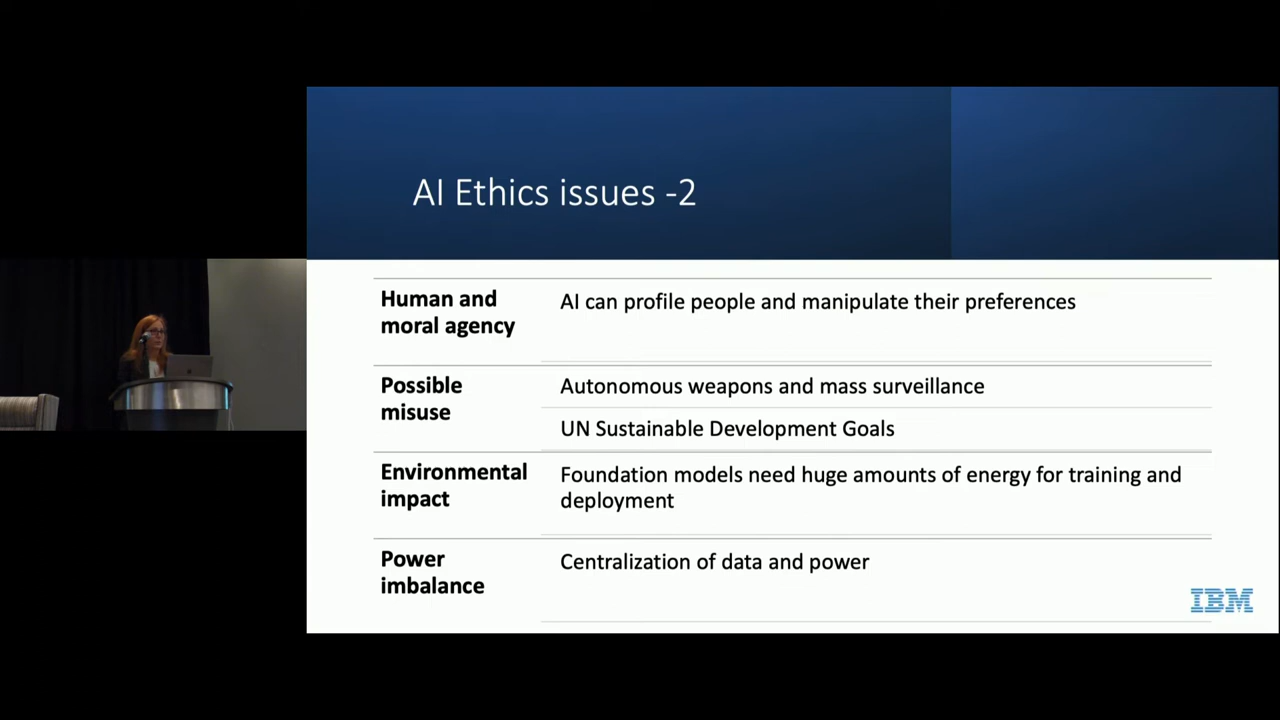 AI Ethics issues -2
Human and
moral agency
AI can profile people and manipulate their preferences
Possible
misuse
Autonomous weapons and mass surveillance
UN Sustainable Development Goals
Environmental
impact
Foundation models need huge amounts of energy for training and
deployment
Power
imbalance
Centralization of data and power
IBM